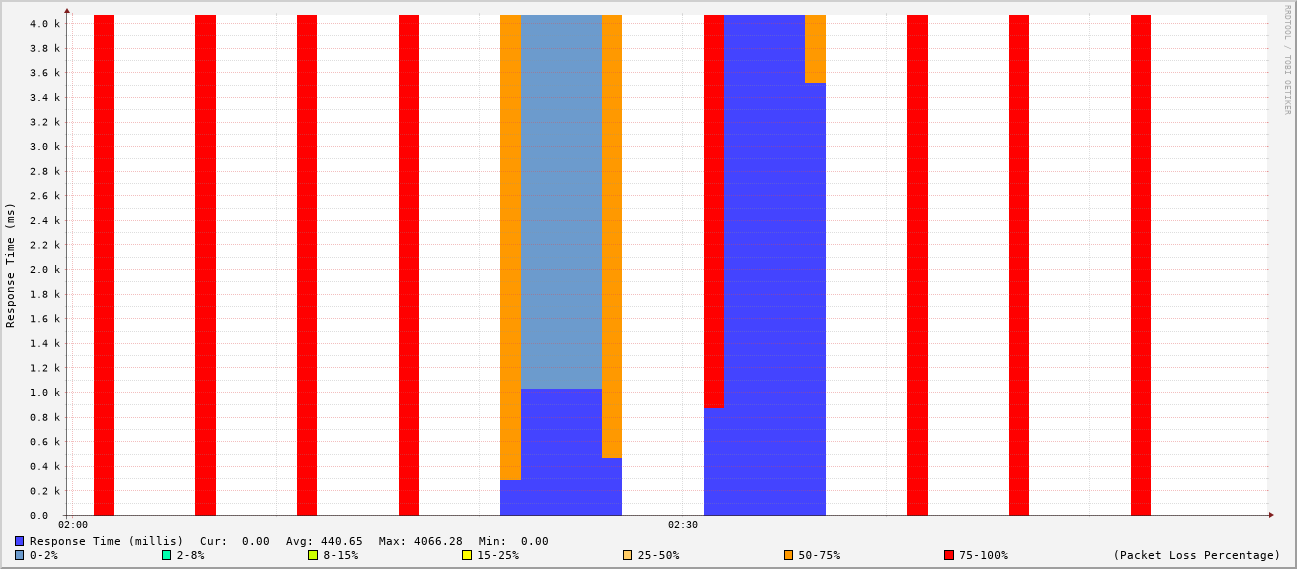 RRDTOOL / TOBI OETIKER
Response Time (ms)
4.0 k
3.8 k
3.6 k
3.4 k
3.2 k
3.0 k
2.8 k
2.6 k
2.4 k
2.2 k
2.0 k
1.8 k
1.6 k
1.4 k
1.2 k
1.0 k
0.8 k
0.6 k
0.4 k
0.2 k
0.0
02:00 02:30
Response Time (millis) Cur: 0.00 Avg: 440.65 Max: 4066.28 Min: 0.00
0-2% 2-8% 8-15% 15-25% 25-50% 50-75% 75-100% (Packet Loss Percentage)